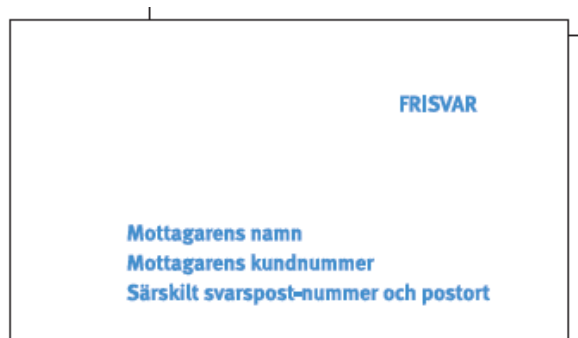 FRISVAR
Mottagarens namn
Mottagarens kundnummer
Särskilt svarspost-nummer och postort